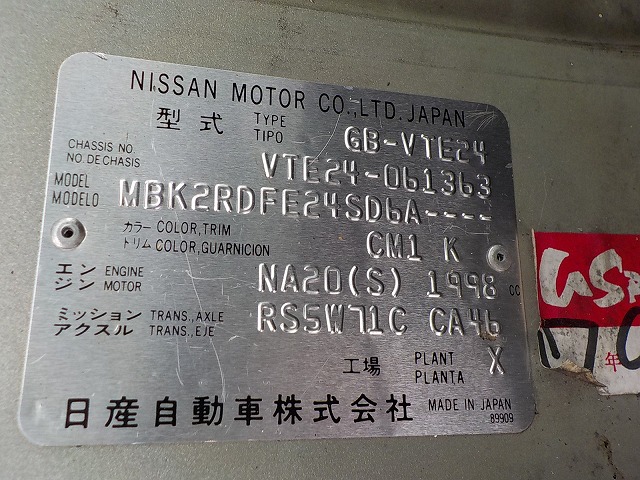 NISSAN MOTOR CO.,LTD. JAPAN
型式 TYPE TIPO GB-VTE24
CHASSIS NO. NO. DE CHASIS VTE24-061363
MODEL MODELO MBK2RDFE24SD6A----
カラー COLOR,TRIM
トリム COLOR,GUARNICION CM1 K
エンジン ENGINE MOTOR NA20(S) 1998 CC
ミッション TRANS.,AXLE
アクスル TRANS.,EJE RS5W71C CA46
工場 PLANT PLANTA X
日産自動車株式会社 MADE IN JAPAN
89909
年